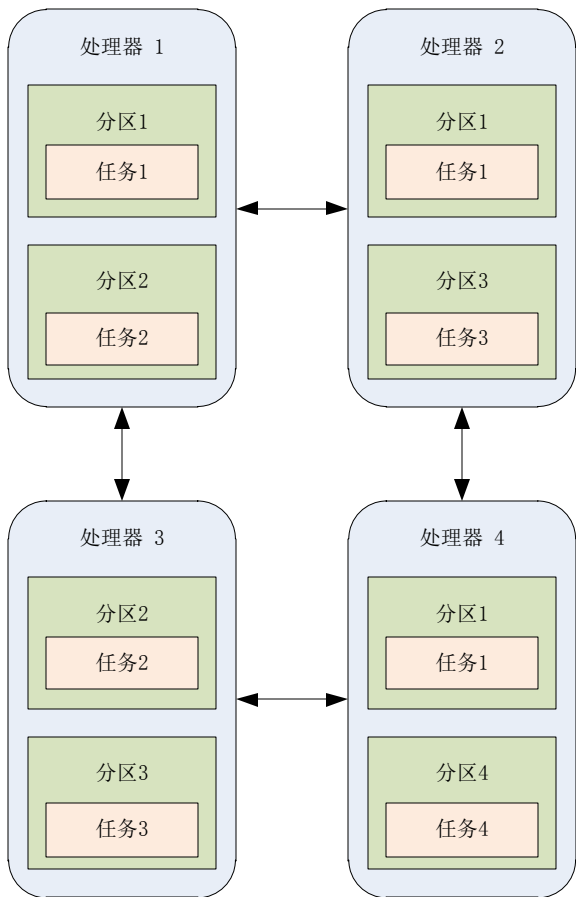 处理器 1
分区1
任务1
分区2
任务2
处理器 2
分区1
任务1
分区3
任务3
处理器 3
分区2
任务2
分区3
任务3
处理器 4
分区1
任务1
分区4
任务4